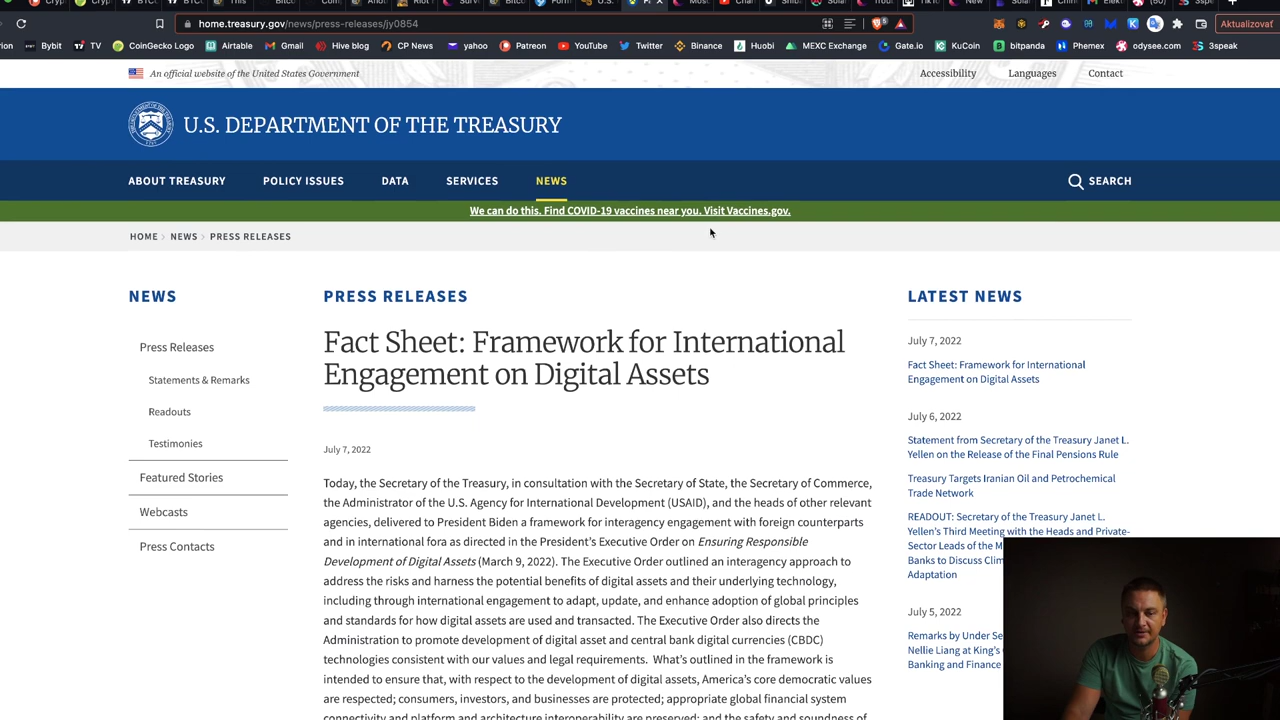 home.treasury.gov/news/press-releases/jy0854
Aktualizovať
Bybit
TV
CoinGecko Logo
Airtable
Gmail
Hive blog
CP News
yahoo
Patreon
YouTube
Twitter
Binance
Huobi
MEXC Exchange
Gate.io
KuCoin
bitpanda
Phemex
odysee.com
3speak
An official website of the United States Government
Accessibility
Languages
Contact
U.S. DEPARTMENT OF THE TREASURY
ABOUT TREASURY
POLICY ISSUES
DATA
SERVICES
NEWS
SEARCH
We can do this. Find COVID-19 vaccines near you. Visit Vaccines.gov.
HOME > NEWS > PRESS RELEASES
NEWS
Press Releases
Statements & Remarks
Readouts
Testimonies
Featured Stories
Webcasts
Press Contacts
PRESS RELEASES
Fact Sheet: Framework for International
Engagement on Digital Assets
July 7, 2022
Today, the Secretary of the Treasury, in consultation with the Secretary of State, the Secretary of Commerce,
the Administrator of the U.S. Agency for International Development (USAID), and the heads of other relevant
agencies, delivered to President Biden a framework for interagency engagement with foreign counterparts
and in international fora as directed in the President's Executive Order on Ensuring Responsible
Development of Digital Assets (March 9, 2022). The Executive Order outlined an interagency approach to
address the risks and harness the potential benefits of digital assets and their underlying technology,
including through international engagement to adapt, update, and enhance adoption of global principles
and standards for how digital assets are used and transacted. The Executive Order also directs the
Administration to promote development of digital asset and central bank digital currencies (CBDC)
technologies consistent with our values and legal requirements. What's outlined in the framework is
intended to ensure that, with respect to the development of digital assets, America's core democratic values
are respected; consumers, investors, and businesses are protected; appropriate global financial system
connectivity and platform and architecture interoperability are preserved; and the safety and soundness of
LATEST NEWS
July 7, 2022
Fact Sheet: Framework for International
Engagement on Digital Assets
July 6, 2022
Statement from Secretary of the Treasury Janet L.
Yellen on the Release of the Final Pensions Rule
Treasury Targets Iranian Oil and Petrochemical
Trade Network
READOUT: Secretary of the Treasury Janet L.
Yellen's Third Meeting with the Heads and Private-
Sector Leads of the M
Banks to Discuss Clim
Adaptation
July 5, 2022
Remarks by Under Se
Nellie Liang at King's
Banking and Finance